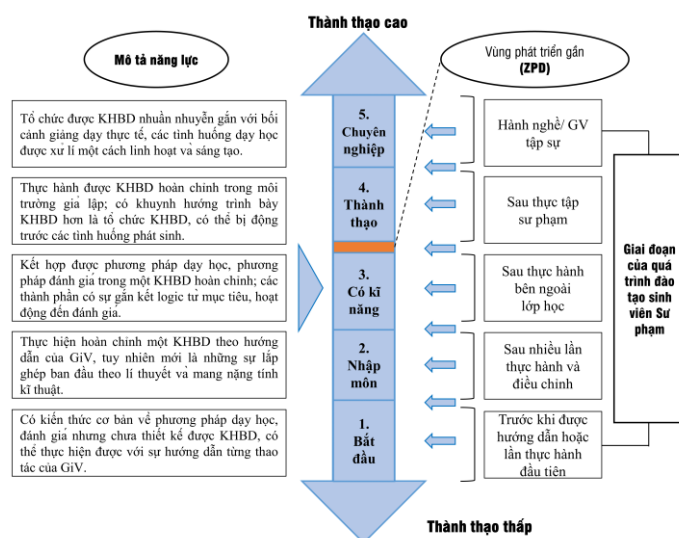 Thành thạo cao
Mô tả năng lực
Vùng phát triển gần
(ZPD)
Tổ chức được KHBD nhuần nhuyễn gắn với bối
cảnh giảng dạy thực tế, các tình huống dạy học
được xử lí một cách linh hoạt và sáng tạo.
5.
Chuyên
nghiệp
Hành nghề/ GV
tập sự
Thực hành được KHBD hoàn chỉnh trong môi
trường giả lập; có khuynh hướng trình bày
KHBD hơn là tổ chức KHBD, có thể bị động
trước các tình huống phát sinh.
4.
Thành
thạo
Sau thực tập
sư phạm
Kết hợp được phương pháp dạy học, phương
pháp đánh giá trong một KHBD hoàn chỉnh; các
thành phần có sự gắn kết logic từ mục tiêu, hoạt
động đến đánh giá.
3.
Có kĩ
năng
Sau thực hành
bên ngoài
lớp học
Thực hiện hoàn chỉnh một KHBD theo hướng
dẫn của GiV, tuy nhiên mới là những sự lắp
ghép ban đầu theo lí thuyết và mang nặng tính
kĩ thuật.
2.
Nhập
môn
Sau nhiều lần
thực hành và
điều chỉnh
Có kiến thức cơ bản về phương pháp dạy học,
đánh giá nhưng chưa thiết kế được KHBD, có
thể thực hiện được với sự hướng dẫn từng thao
tác của GiV.
1.
Bắt
đầu
Trước khi được
hướng dẫn hoặc
lần thực hành
đầu tiên
Giai đoạn
của quá
trình đào
tạo sinh
viên Sư
phạm
Thành thạo thấp